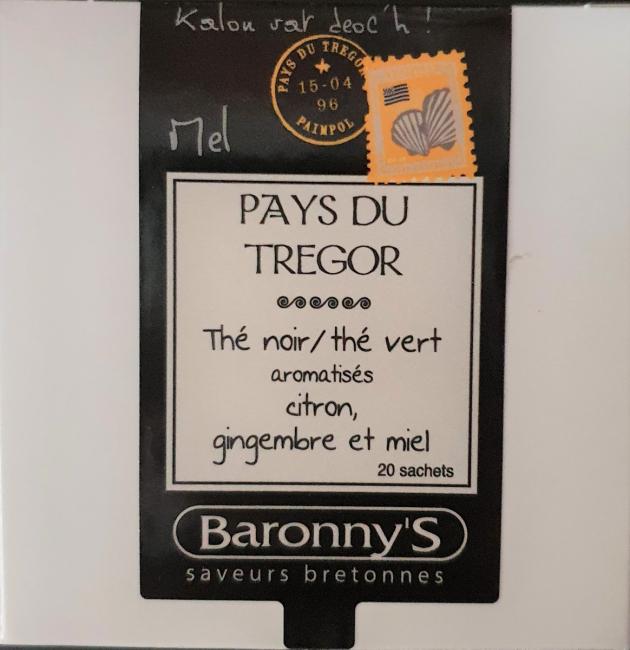 Kalon vat deoc'h !
PAYS DU TREGOR
15-04
96
PAIMPOL
Mel
PAYS DU
TREGOR
Thé noir/thé vert
aromatisés
citron,
gingembre et miel
20 sachets
Baronny'S
saveurs bretonnes